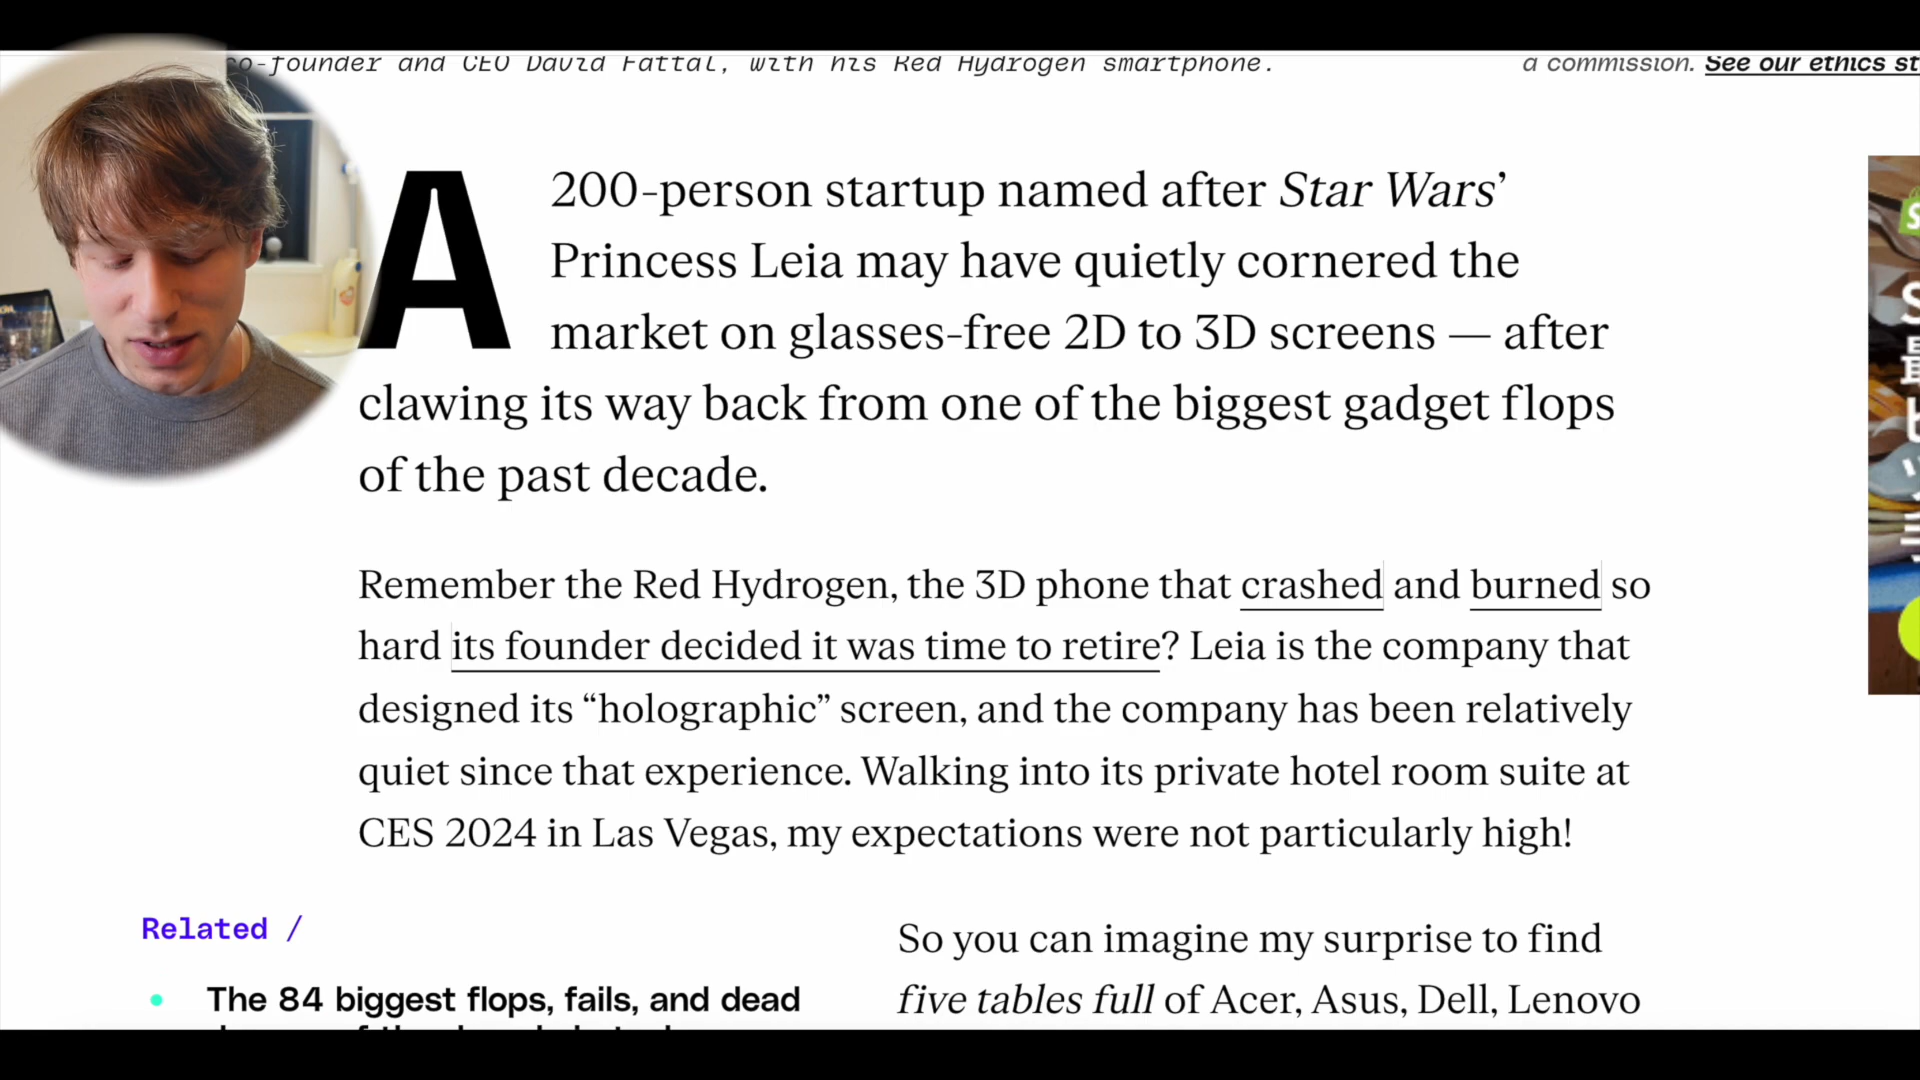 co-founder and CEO David Fattal, with his Red Hydrogen smartphone.
a commission. See our ethics st
A 200-person startup named after Star Wars’
Princess Leia may have quietly cornered the
market on glasses-free 2D to 3D screens — after
clawing its way back from one of the biggest gadget flops
of the past decade.
Remember the Red Hydrogen, the 3D phone that crashed and burned so
hard its founder decided it was time to retire? Leia is the company that
designed its “holographic” screen, and the company has been relatively
quiet since that experience. Walking into its private hotel room suite at
CES 2024 in Las Vegas, my expectations were not particularly high!
Related /
The 84 biggest flops, fails, and dead
So you can imagine my surprise to find
five tables full of Acer, Asus, Dell, Lenovo